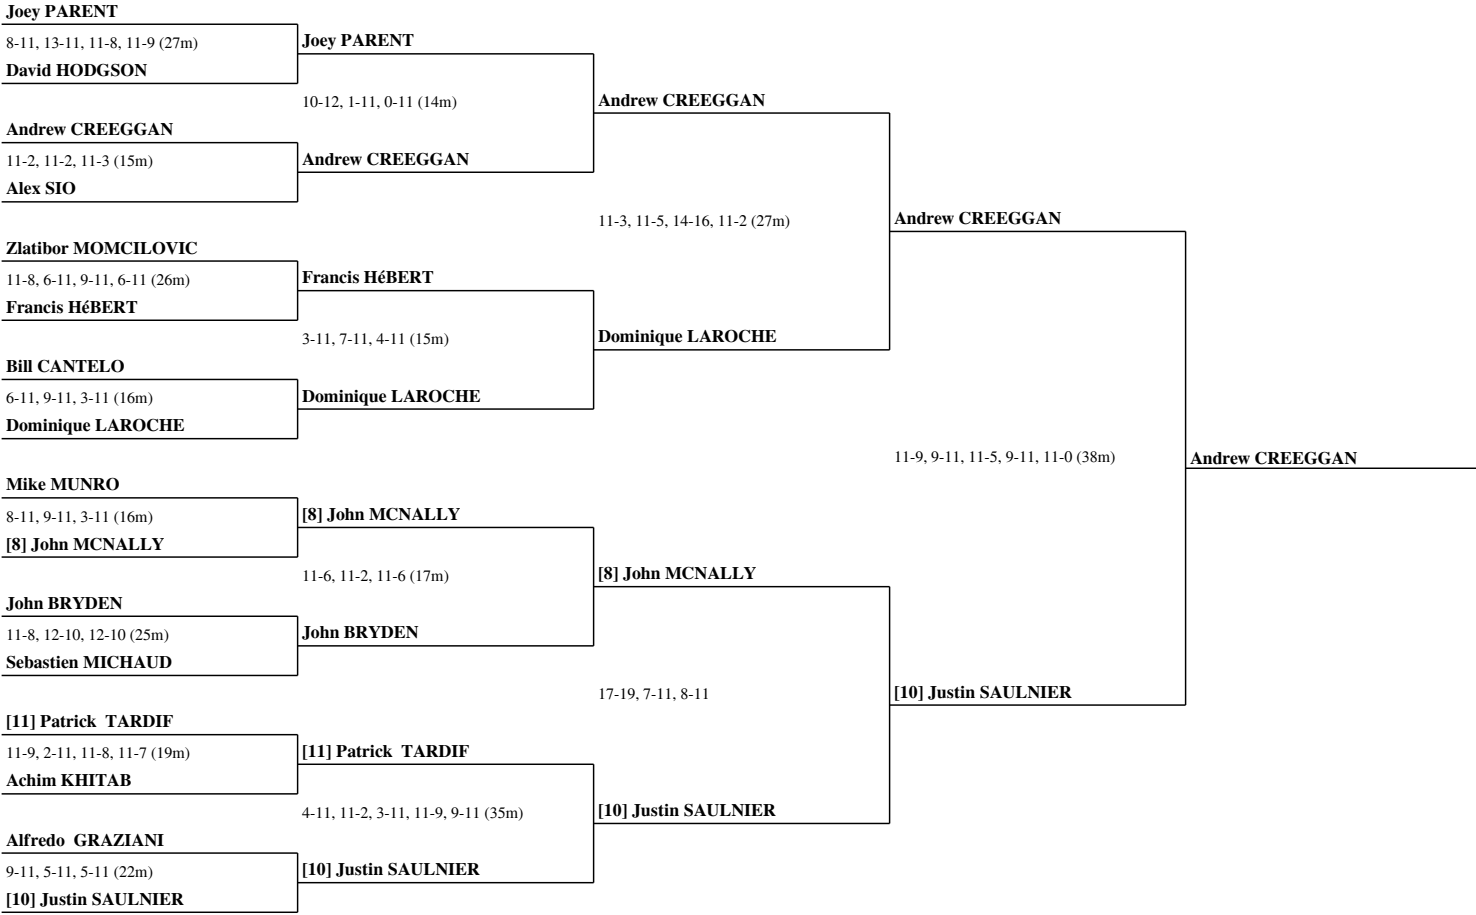 Joey PARENT
8-11, 13-11, 11-8, 11-9 (27m)
David HODGSON
Andrew CREEGGAN
11-2, 11-2, 11-3 (15m)
Alex SIO
Zlatibor MOMCILOVIC
11-8, 6-11, 9-11, 6-11 (26m)
Francis HéBERT
Bill CANTELO
6-11, 9-11, 3-11 (16m)
Dominique LAROCHE
Mike MUNRO
8-11, 9-11, 3-11 (16m)
[8] John MCNALLY
John BRYDEN
11-8, 12-10, 12-10 (25m)
Sebastien MICHAUD
[11] Patrick  TARDIF
11-9, 2-11, 11-8, 11-7 (19m)
Achim KHITAB
Alfredo  GRAZIANI
9-11, 5-11, 5-11 (22m)
[10] Justin SAULNIER
Joey PARENT
10-12, 1-11, 0-11 (14m)
Andrew CREEGGAN
Francis HéBERT
3-11, 7-11, 4-11 (15m)
Dominique LAROCHE
[8] John MCNALLY
11-6, 11-2, 11-6 (17m)
John BRYDEN
[11] Patrick  TARDIF
4-11, 11-2, 3-11, 11-9, 9-11 (35m)
[10] Justin SAULNIER
Andrew CREEGGAN
11-3, 11-5, 14-16, 11-2 (27m)
Dominique LAROCHE
[8] John MCNALLY
17-19, 7-11, 8-11
[10] Justin SAULNIER
Andrew CREEGGAN
11-9, 9-11, 11-5, 9-11, 11-0 (38m)
[10] Justin SAULNIER
Andrew CREEGGAN